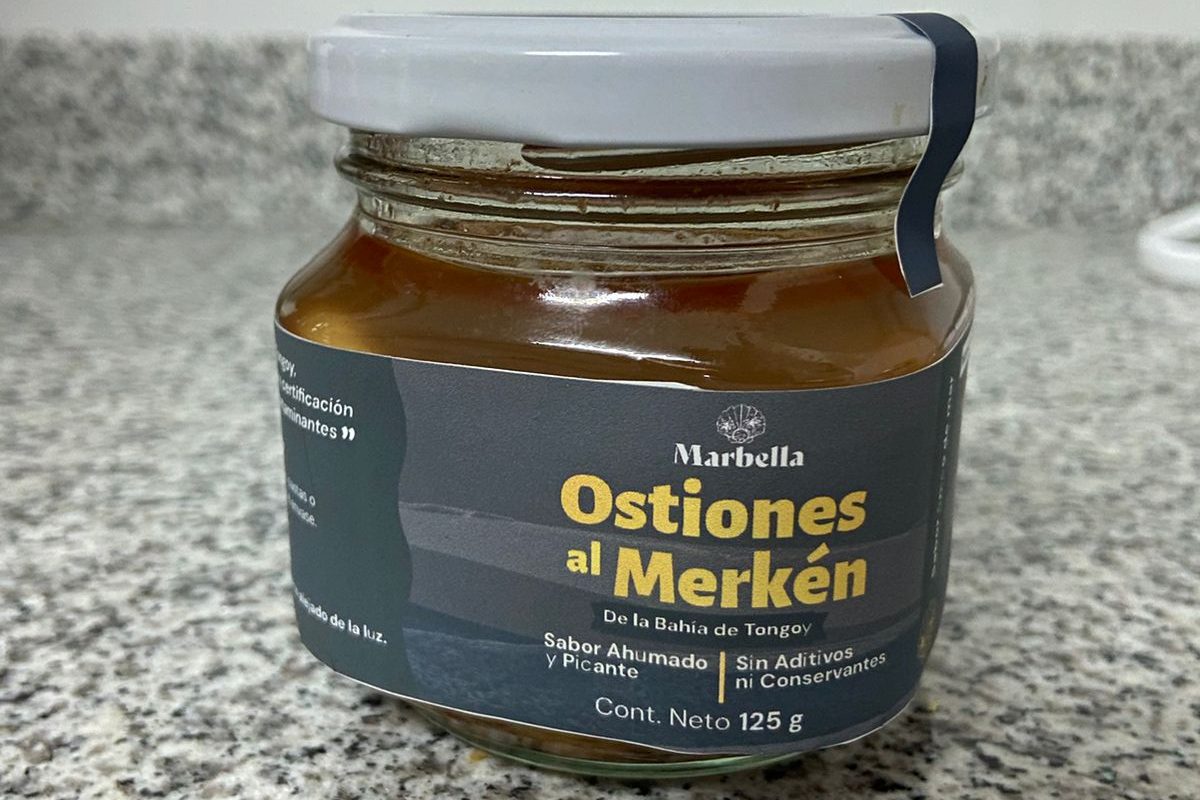 certificación
”
alejado de la luz.
Marbella
Ostiones
al Merkén
De la Bahía de Tongoy
Sabor Ahumado
y Picante
Sin Aditivos
ni Conservantes
Cont. Neto 125 g